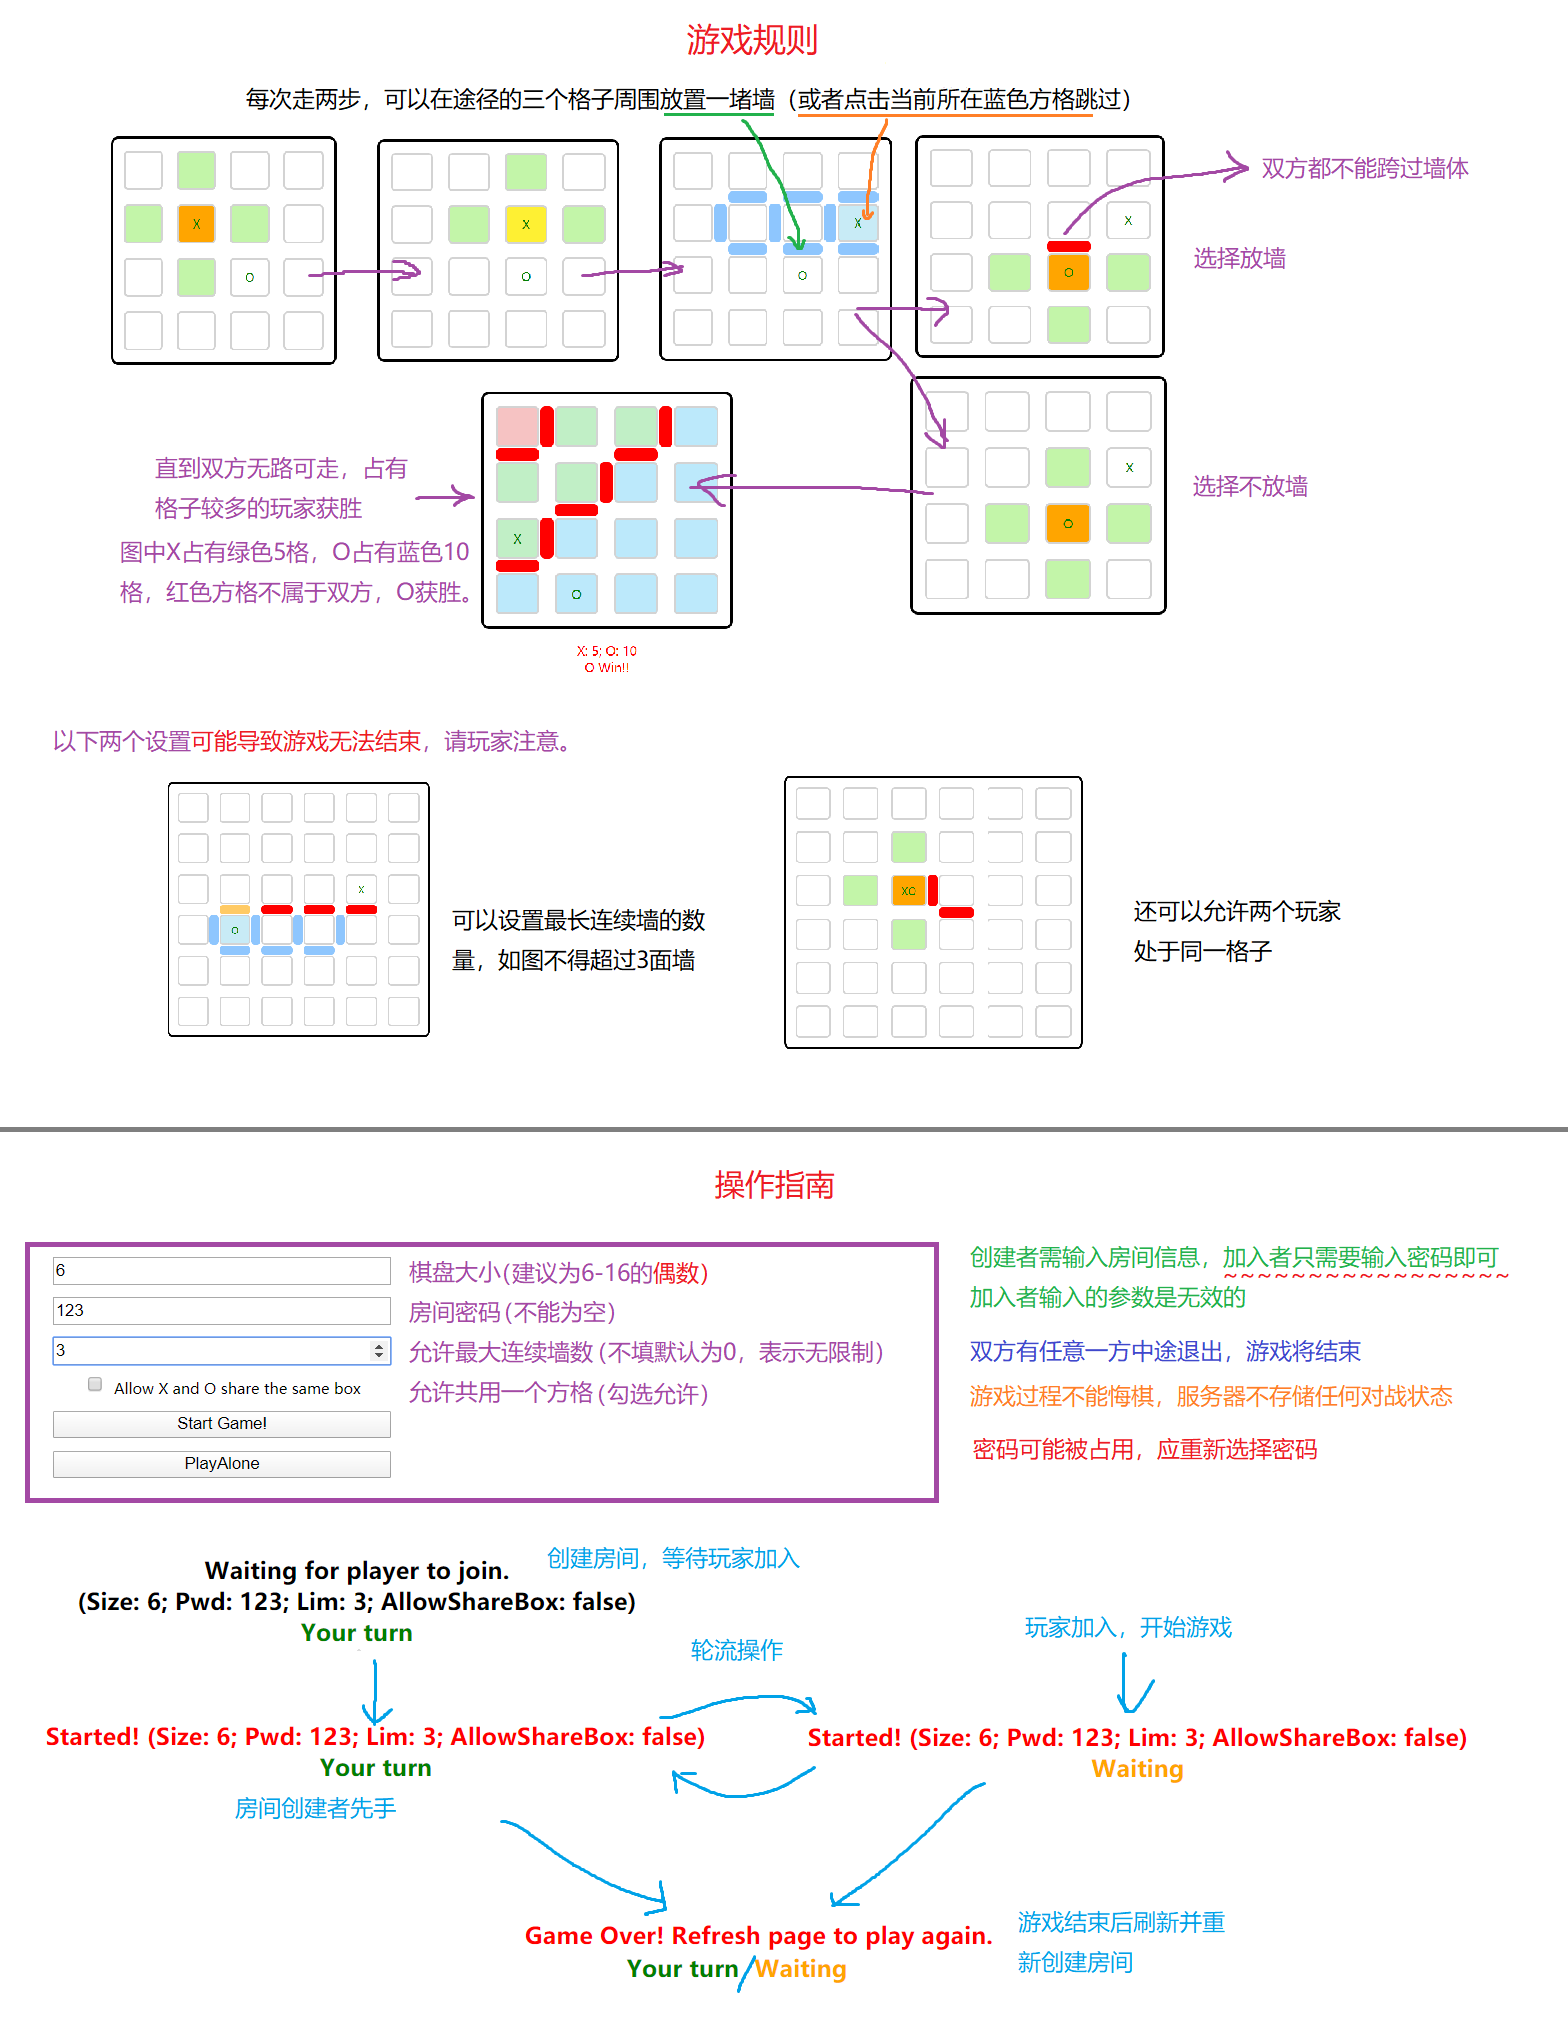 游戏规则
每次走两步，可以在途径的三个格子周围放置一堵墙（或者点击当前所在蓝色方格跳过）
X
O
X
O
X
O
X
O
双方都不能跨过墙体
选择放墙
X
O
选择不放墙
直到双方无路可走，占有
格子较多的玩家获胜
图中X占有绿色5格，O占有蓝色10
格，红色方格不属于双方，O获胜。
X
O
X: 5; O: 10
O Win!!
以下两个设置可能导致游戏无法结束，请玩家注意。
X
O
可以设置最长连续墙的数
量，如图不得超过3面墙
XO
还可以允许两个玩家
处于同一格子
操作指南
6
棋盘大小(建议为6-16的偶数)
123
房间密码(不能为空)
3
允许最大连续墙数(不填默认为0，表示无限制)
Allow X and O share the same box
允许共用一个方格(勾选允许)
Start Game!
PlayAlone
创建者需输入房间信息，加入者只需要输入密码即可
加入者输入的参数是无效的
双方有任意一方中途退出，游戏将结束
游戏过程不能悔棋，服务器不存储任何对战状态
密码可能被占用，应重新选择密码
Waiting for player to join.
创建房间，等待玩家加入
(Size: 6; Pwd: 123; Lim: 3; AllowShareBox: false)
Your turn
轮流操作
玩家加入，开始游戏
Started! (Size: 6; Pwd: 123; Lim: 3; AllowShareBox: false)
Your turn
房间创建者先手
Started! (Size: 6; Pwd: 123; Lim: 3; AllowShareBox: false)
Waiting
Game Over! Refresh page to play again.
Your turn/Waiting
游戏结束后刷新并重
新创建房间